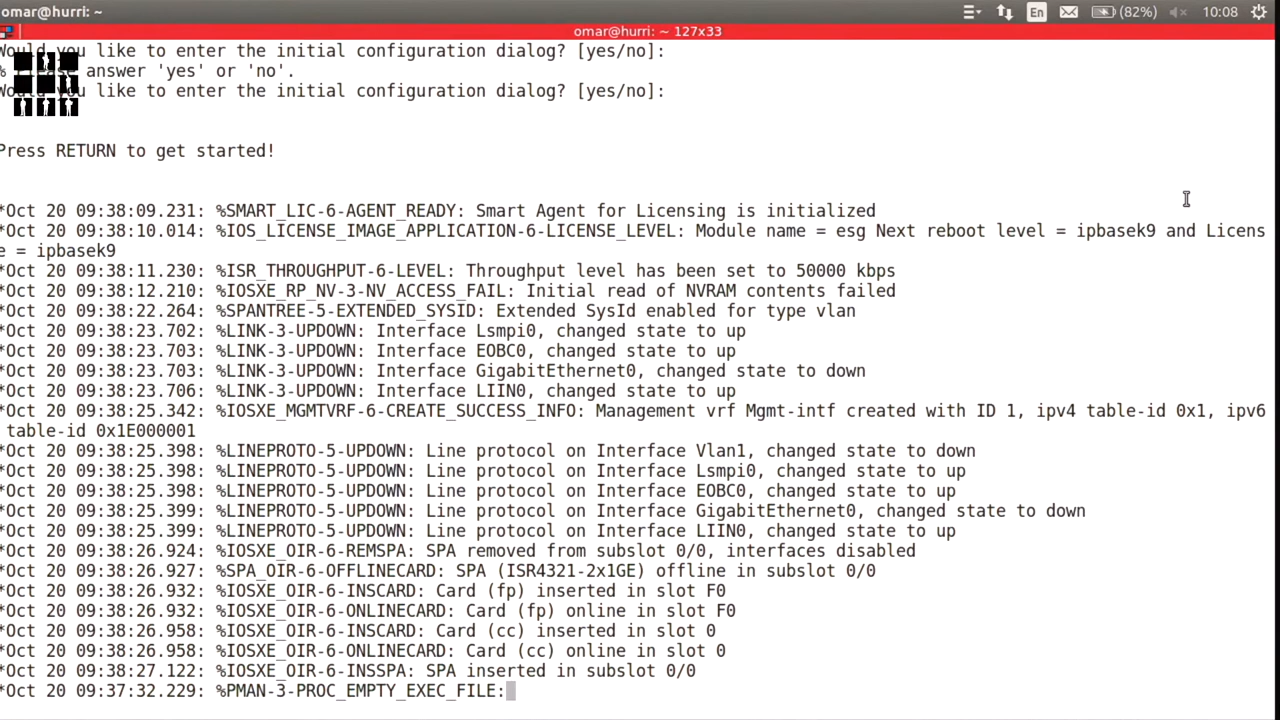 omar@hurri: ~
En (82%) 10:08
omar@hurri: ~ 127x33
Would you like to enter the initial configuration dialog? [yes/no]:
% Please answer 'yes' or 'no'.
Would you like to enter the initial configuration dialog? [yes/no]:
Press RETURN to get started!
*Oct 20 09:38:09.231: %SMART_LIC-6-AGENT_READY: Smart Agent for Licensing is initialized
*Oct 20 09:38:10.014: %IOS_LICENSE_IMAGE_APPLICATION-6-LICENSE_LEVEL: Module name = esg Next reboot level = ipbasek9 and Licens
e = ipbasek9
*Oct 20 09:38:11.230: %ISR_THROUGHPUT-6-LEVEL: Throughput level has been set to 50000 kbps
*Oct 20 09:38:12.210: %IOSXE_RP_NV-3-NV_ACCESS_FAIL: Initial read of NVRAM contents failed
*Oct 20 09:38:22.264: %SPANTREE-5-EXTENDED_SYSID: Extended SysId enabled for type vlan
*Oct 20 09:38:23.702: %LINK-3-UPDOWN: Interface Lsmpi0, changed state to up
*Oct 20 09:38:23.703: %LINK-3-UPDOWN: Interface EOBC0, changed state to up
*Oct 20 09:38:23.703: %LINK-3-UPDOWN: Interface GigabitEthernet0, changed state to down
*Oct 20 09:38:23.706: %LINK-3-UPDOWN: Interface LIIN0, changed state to up
*Oct 20 09:38:25.342: %IOSXE_MGMTVRF-6-CREATE_SUCCESS_INFO: Management vrf Mgmt-intf created with ID 1, ipv4 table-id 0x1, ipv6
table-id 0x1E000001
*Oct 20 09:38:25.398: %LINEPROTO-5-UPDOWN: Line protocol on Interface Vlan1, changed state to down
*Oct 20 09:38:25.398: %LINEPROTO-5-UPDOWN: Line protocol on Interface Lsmpi0, changed state to up
*Oct 20 09:38:25.398: %LINEPROTO-5-UPDOWN: Line protocol on Interface EOBC0, changed state to up
*Oct 20 09:38:25.399: %LINEPROTO-5-UPDOWN: Line protocol on Interface GigabitEthernet0, changed state to down
*Oct 20 09:38:25.399: %LINEPROTO-5-UPDOWN: Line protocol on Interface LIIN0, changed state to up
*Oct 20 09:38:26.924: %IOSXE_OIR-6-REMSPA: SPA removed from subslot 0/0, interfaces disabled
*Oct 20 09:38:26.927: %SPA_OIR-6-OFFLINECARD: SPA (ISR4321-2x1GE) offline in subslot 0/0
*Oct 20 09:38:26.932: %IOSXE_OIR-6-INSCARD: Card (fp) inserted in slot F0
*Oct 20 09:38:26.932: %IOSXE_OIR-6-ONLINECARD: Card (fp) online in slot F0
*Oct 20 09:38:26.958: %IOSXE_OIR-6-INSCARD: Card (cc) inserted in slot 0
*Oct 20 09:38:26.958: %IOSXE_OIR-6-ONLINECARD: Card (cc) online in slot 0
*Oct 20 09:38:27.122: %IOSXE_OIR-6-INSSPA: SPA inserted in subslot 0/0
*Oct 20 09:37:32.229: %PMAN-3-PROC_EMPTY_EXEC_FILE: